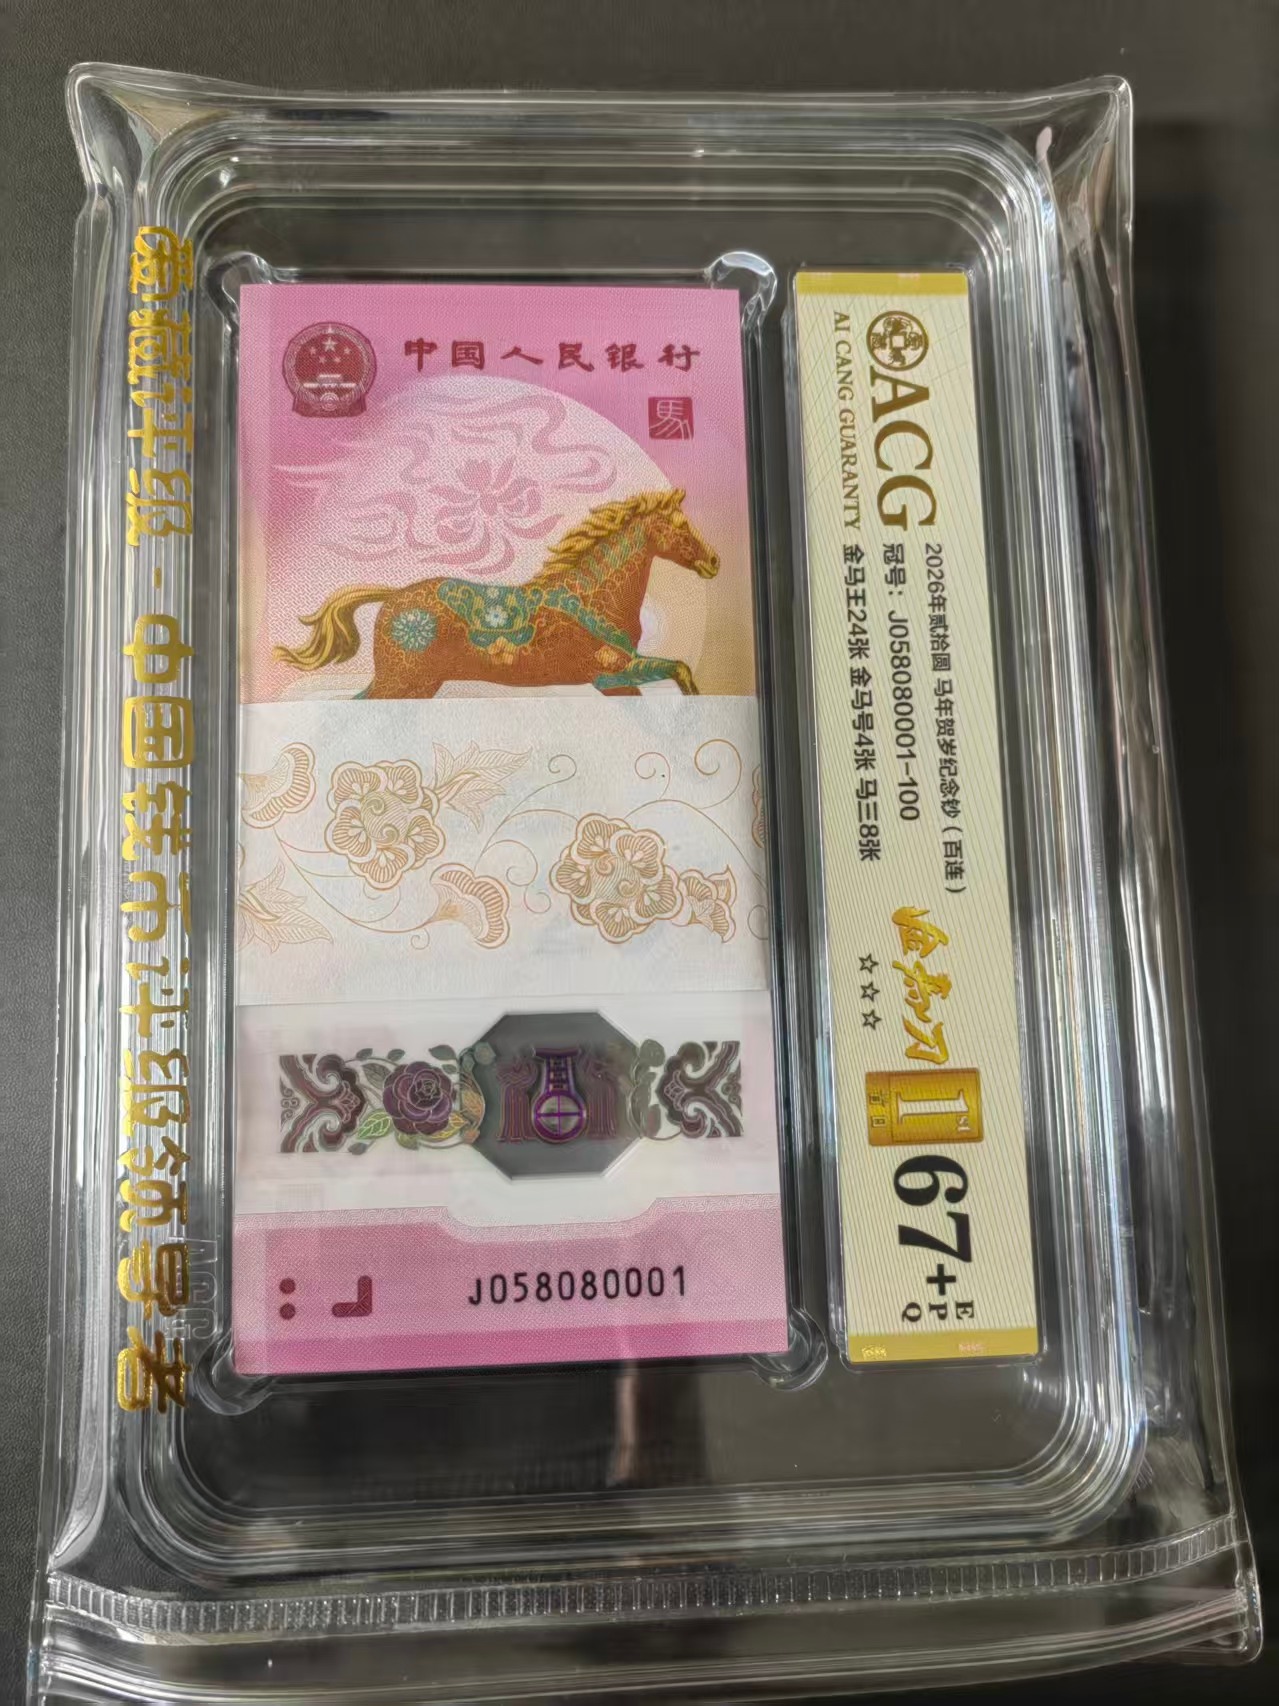 爱藏评级 - 中国钱币评级领导者
中国人民银行
馬
J058080001
ACG
AI CANG GUARANTY
2026年贰拾圆 马年贺岁纪念钞（百连）
冠号：J058080001-100
金马王24张 金马号4张 马三8张
☆☆☆
1st
首日
67+
E
P
Q